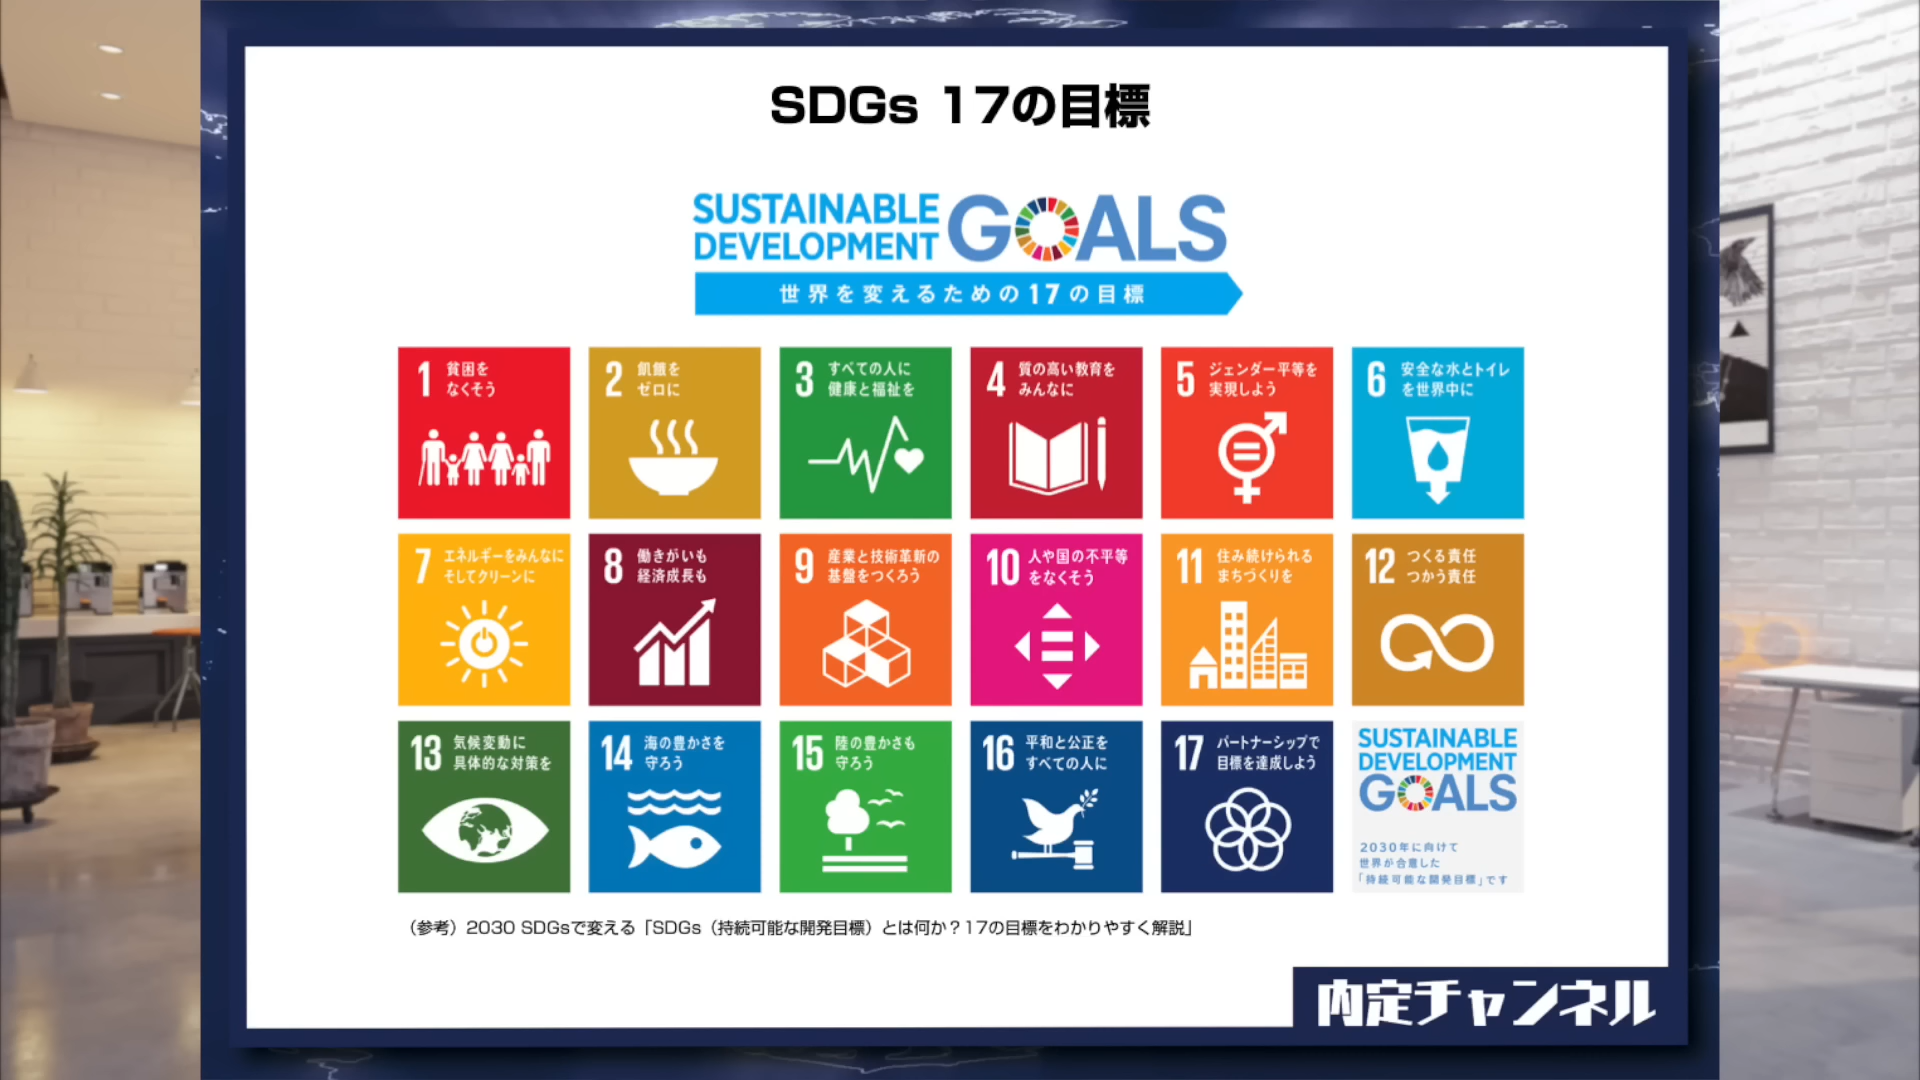 SDGs 17の目標
SUSTAINABLE
DEVELOPMENT
GOALS
世界を変えるための17の目標
1 貧困を
なくそう
2 飢餓を
ゼロに
3 すべての人に
健康と福祉を
4 質の高い教育を
みんなに
5 ジェンダー平等を
実現しよう
6 安全な水とトイレ
を世界中に
7 エネルギーをみんなに
そしてクリーンに
8 働きがいも
経済成長も
9 産業と技術革新の
基盤をつくろう
10 人や国の不平等
をなくそう
11 住み続けられる
まちづくりを
12 つくる責任
つかう責任
13 気候変動に
具体的な対策を
14 海の豊かさを
守ろう
15 陸の豊かさも
守ろう
16 平和と公正を
すべての人に
17 パートナーシップで
目標を達成しよう
SUSTAINABLE
DEVELOPMENT
GOALS
2030年に向けて
世界が合意した
「持続可能な開発目標」です
（参考）2030 SDGsで変える「SDGs（持続可能な開発目標）とは何か？17の目標をわかりやすく解説」
内定チャンネル